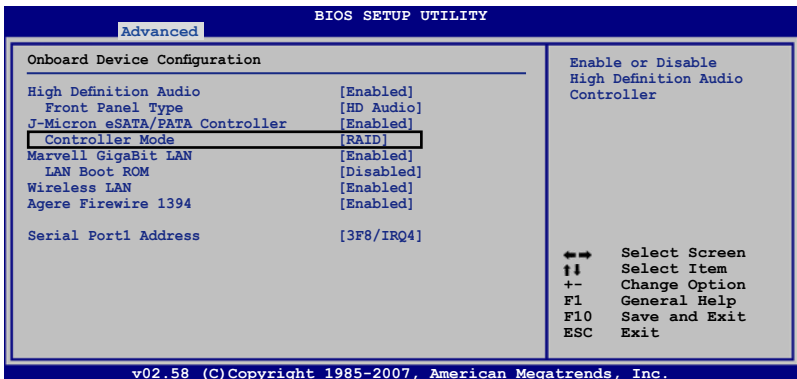 BIOS SETUP UTILITY
Advanced
Onboard Device Configuration
High Definition Audio [Enabled]
Front Panel Type [HD Audio]
J-Micron eSATA/PATA Controller [Enabled]
Controller Mode [RAID]
Marvell GigaBit LAN [Enabled]
LAN Boot ROM [Disabled]
Wireless LAN [Enabled]
Agere Firewire 1394 [Enabled]
Serial Port1 Address [3F8/IRQ4]
Enable or Disable
High Definition Audio
Controller
←→ Select Screen
↑↓ Select Item
+- Change Option
F1 General Help
F10 Save and Exit
ESC Exit
v02.58 (C)Copyright 1985-2007, American Megatrends, Inc.